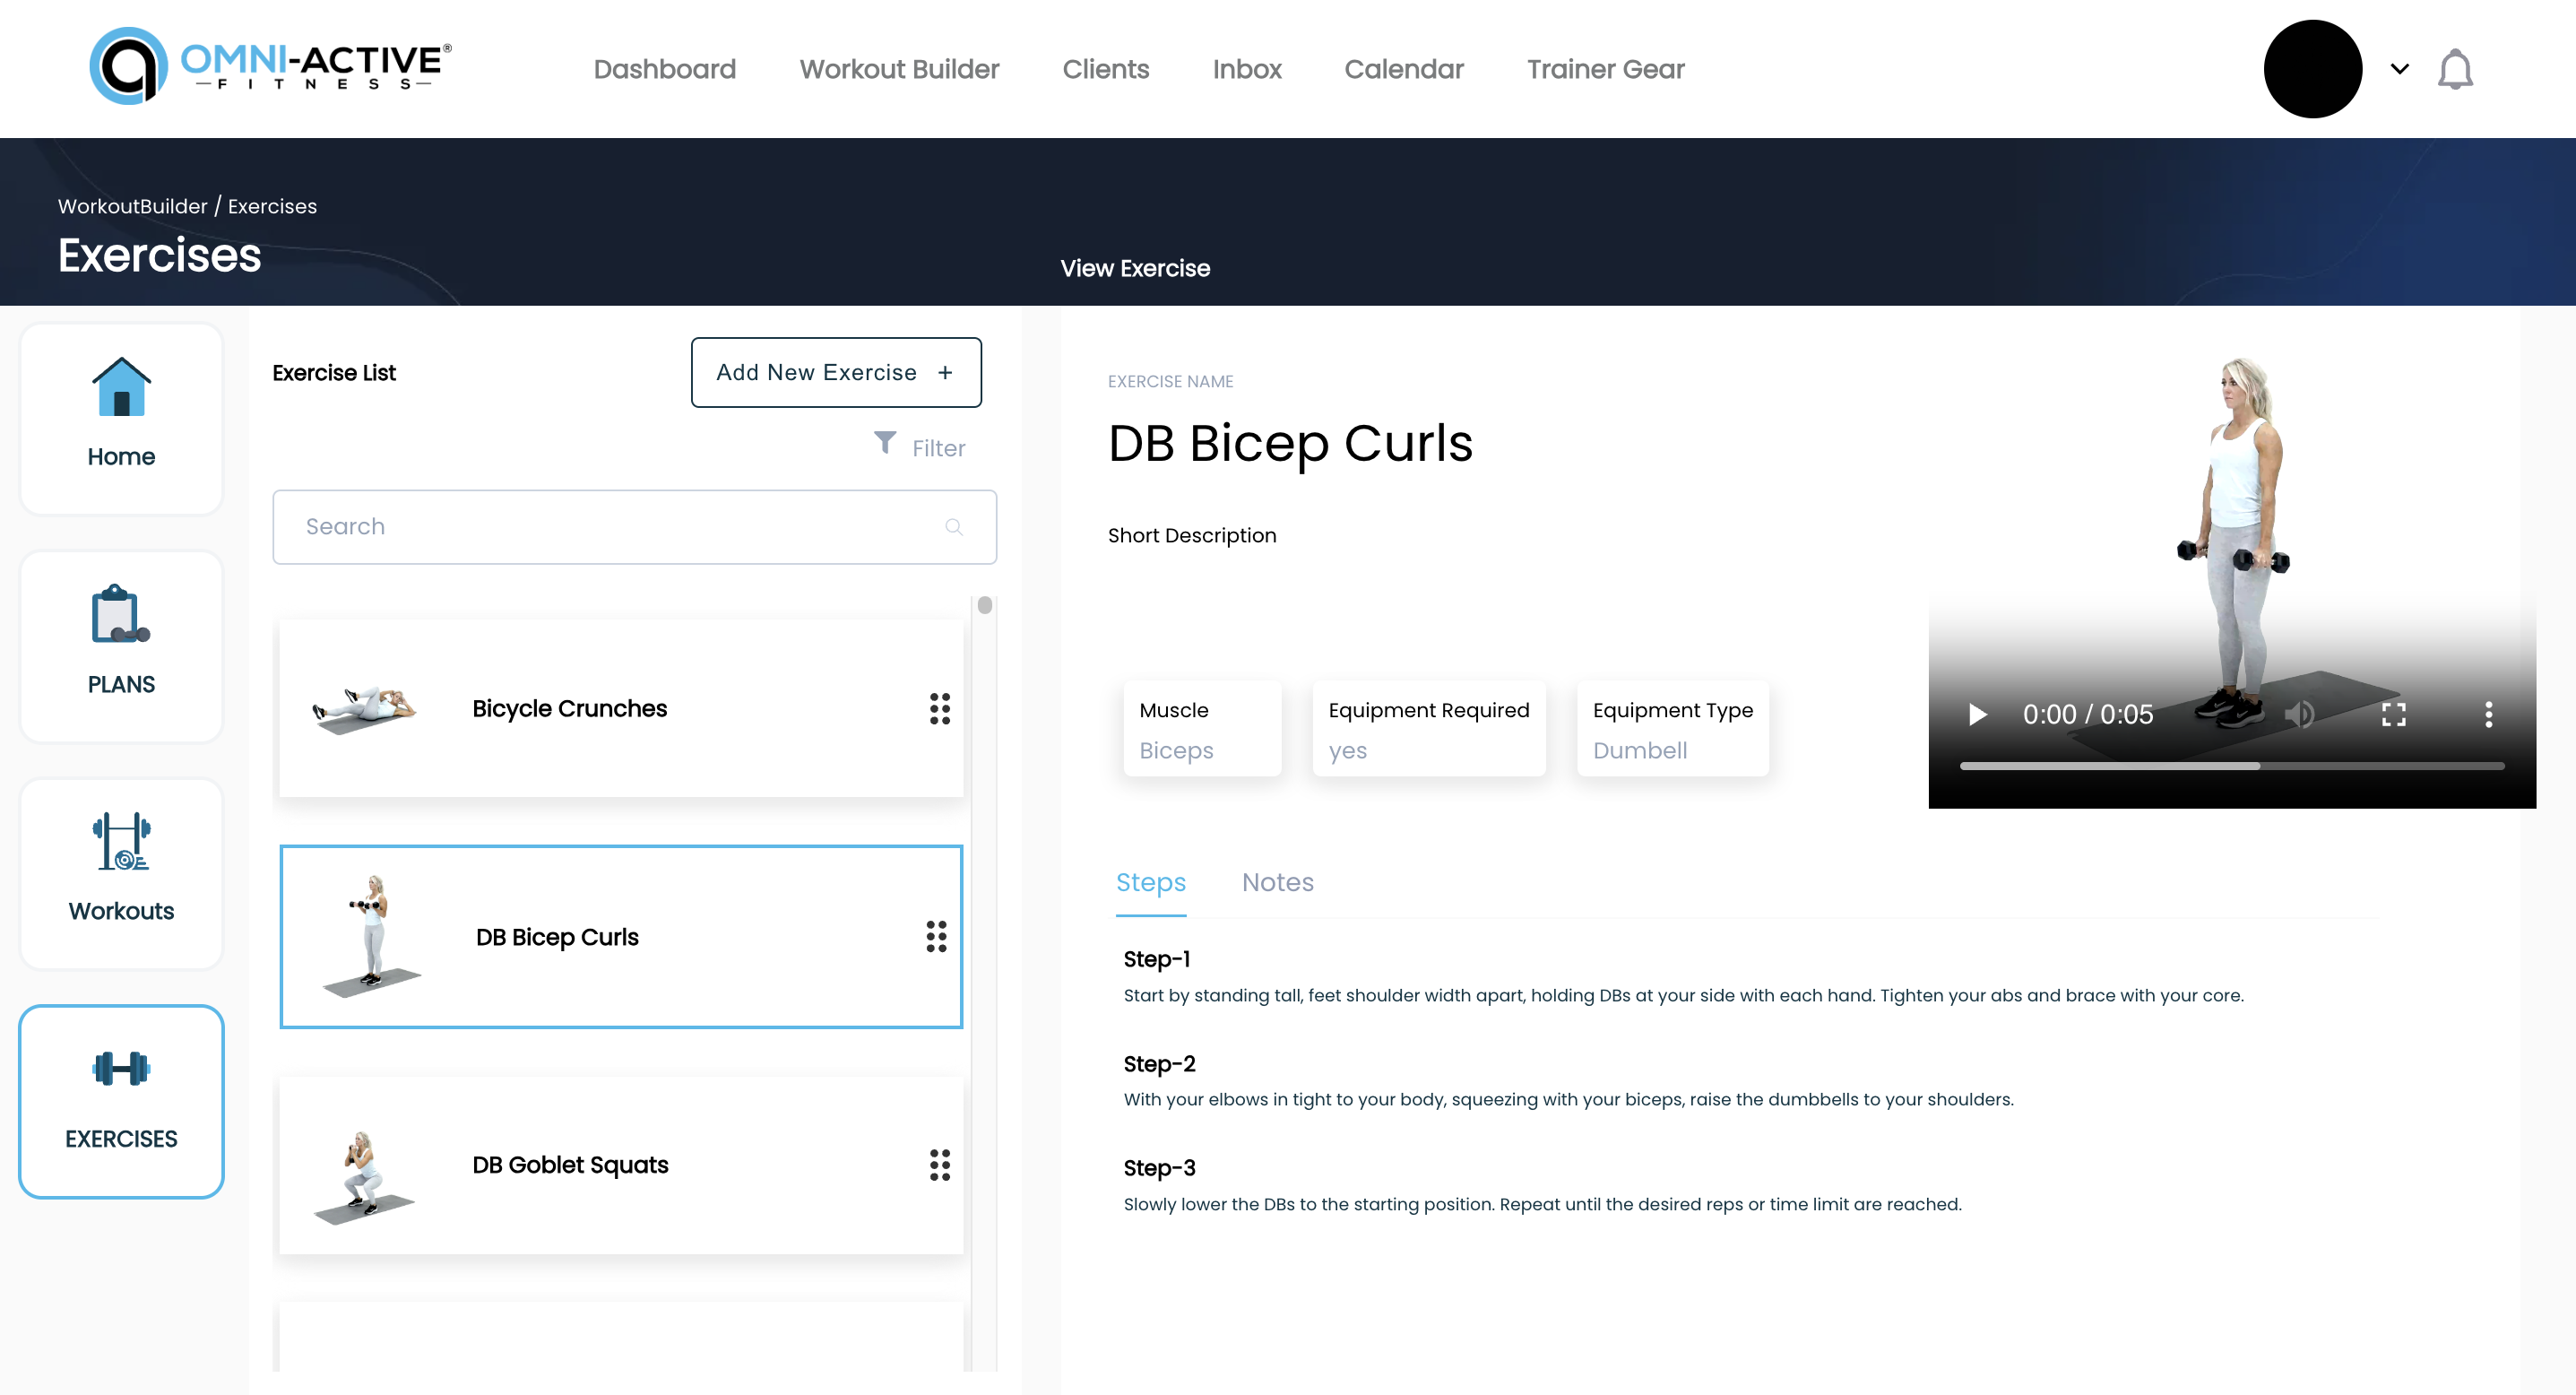 OMNI-ACTIVE®
FITNESS
Dashboard
Workout Builder
Clients
Inbox
Calendar
Trainer Gear
WorkoutBuilder / Exercises
Exercises
View Exercise
Home
PLANS
Workouts
EXERCISES
Exercise List
Add New Exercise +
Filter
Search
Bicycle Crunches
DB Bicep Curls
DB Goblet Squats
EXERCISE NAME
DB Bicep Curls
Short Description
Muscle
Biceps
Equipment Required
yes
Equipment Type
Dumbell
0:00 / 0:05
Steps
Notes
Step-1
Start by standing tall, feet shoulder width apart, holding DBs at your side with each hand. Tighten your abs and brace with your core.
Step-2
With your elbows in tight to your body, squeezing with your biceps, raise the dumbbells to your shoulders.
Step-3
Slowly lower the DBs to the starting position. Repeat until the desired reps or time limit are reached.